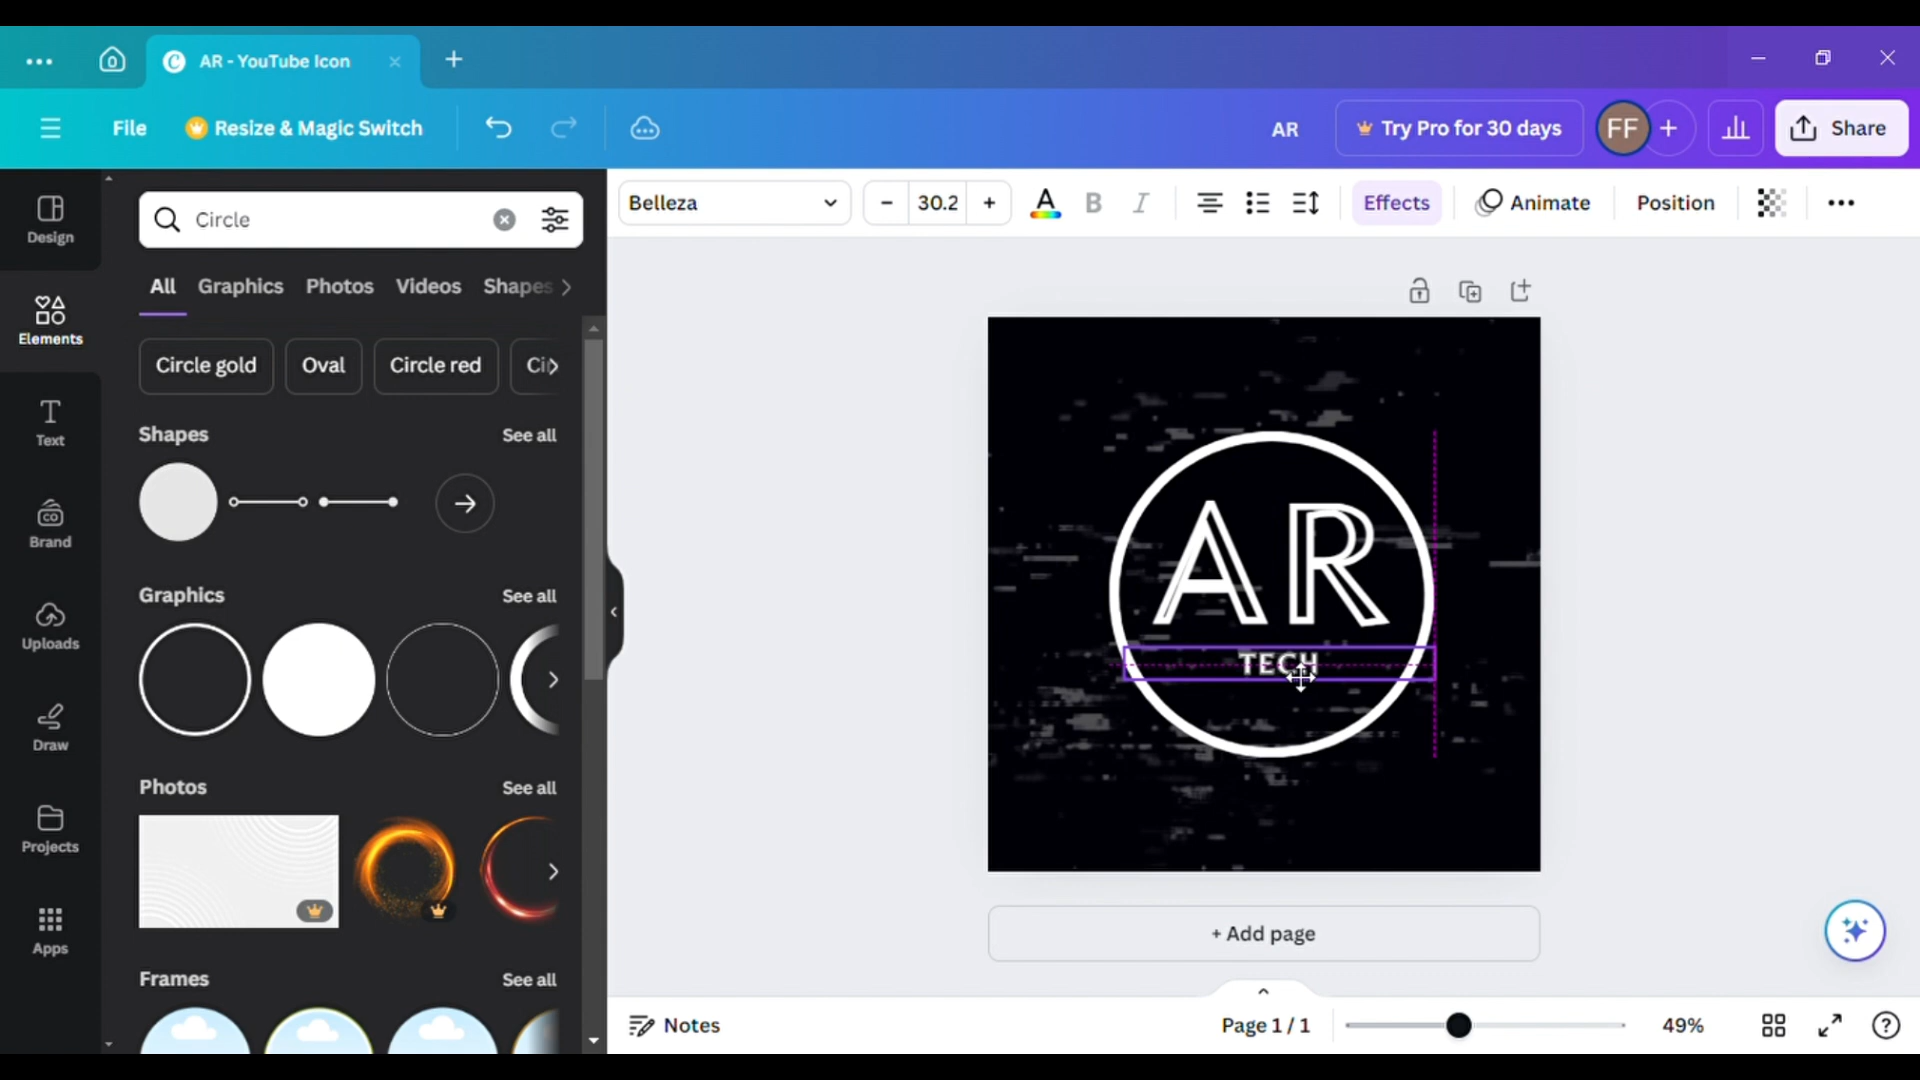 AR - YouTube Icon
File
Resize & Magic Switch
AR
Try Pro for 30 days
FF
Share
Design
Elements
Text
Brand
Uploads
Draw
Projects
Apps
Circle
All Graphics Photos Videos Shapes
Circle gold Oval Circle red
Shapes See all
Graphics See all
Photos See all
Frames See all
Belleza
30.2
A B I
Effects
Animate
Position
AR
TECH
+ Add page
Notes
Page 1 / 1
49%